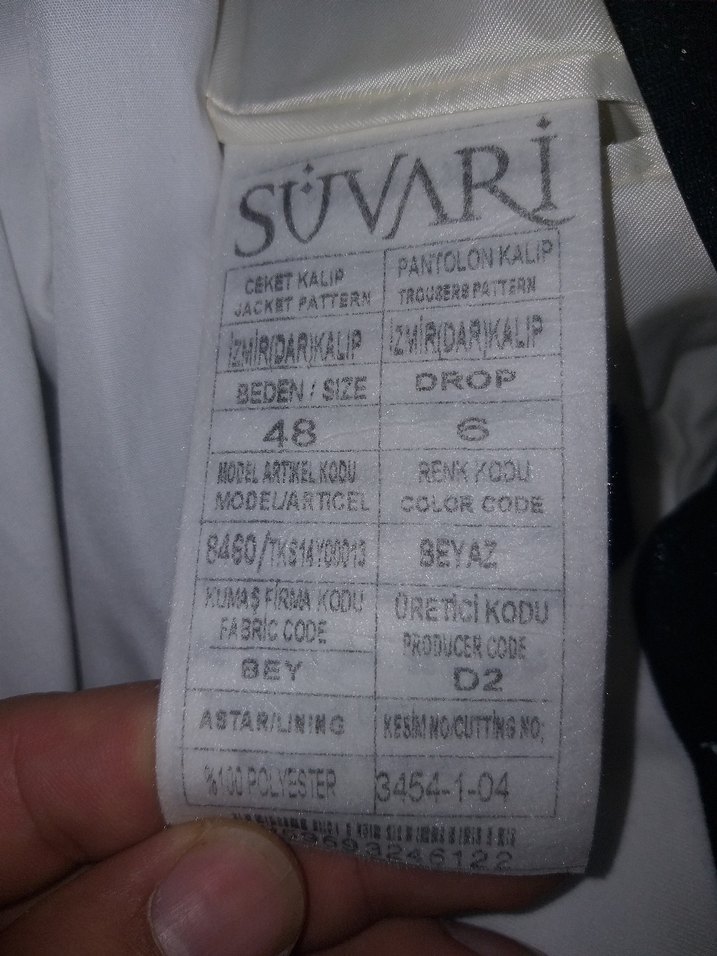 SÜVARİ
CEKET KALIP
JACKET PATTERN
PANTOLON KALIP
TROUSERS PATTERN
İZMİR(DAR)KALIP
İZMİR(DAR)KALIP
BEDEN / SIZE
DROP
48
6
MODEL ARTIKEL KODU
MODEL/ARTICEL
RENK KODU
COLOR CODE
8460/TKS14Y00013
BEYAZ
KUMAŞ FİRMA KODU
FABRIC CODE
ÜRETİCİ KODU
PRODUCER CODE
BEY
D2
ASTAR/LINING
KESİM NO/CUTTING NO;
%100 POLYESTER
3454-1-04